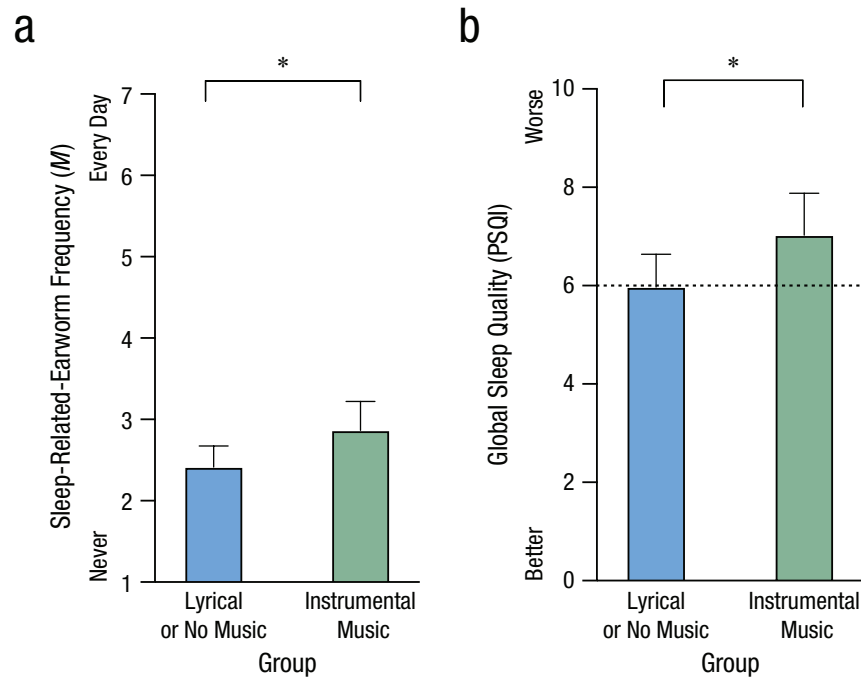 a
*
Sleep-Related-Earworm Frequency (M)
Every Day
Never
7
6
5
4
3
2
1
Lyrical
or No Music
Instrumental
Music
Group
b
*
Global Sleep Quality (PSQI)
Worse
Better
10
8
6
4
2
0
Lyrical
or No Music
Instrumental
Music
Group